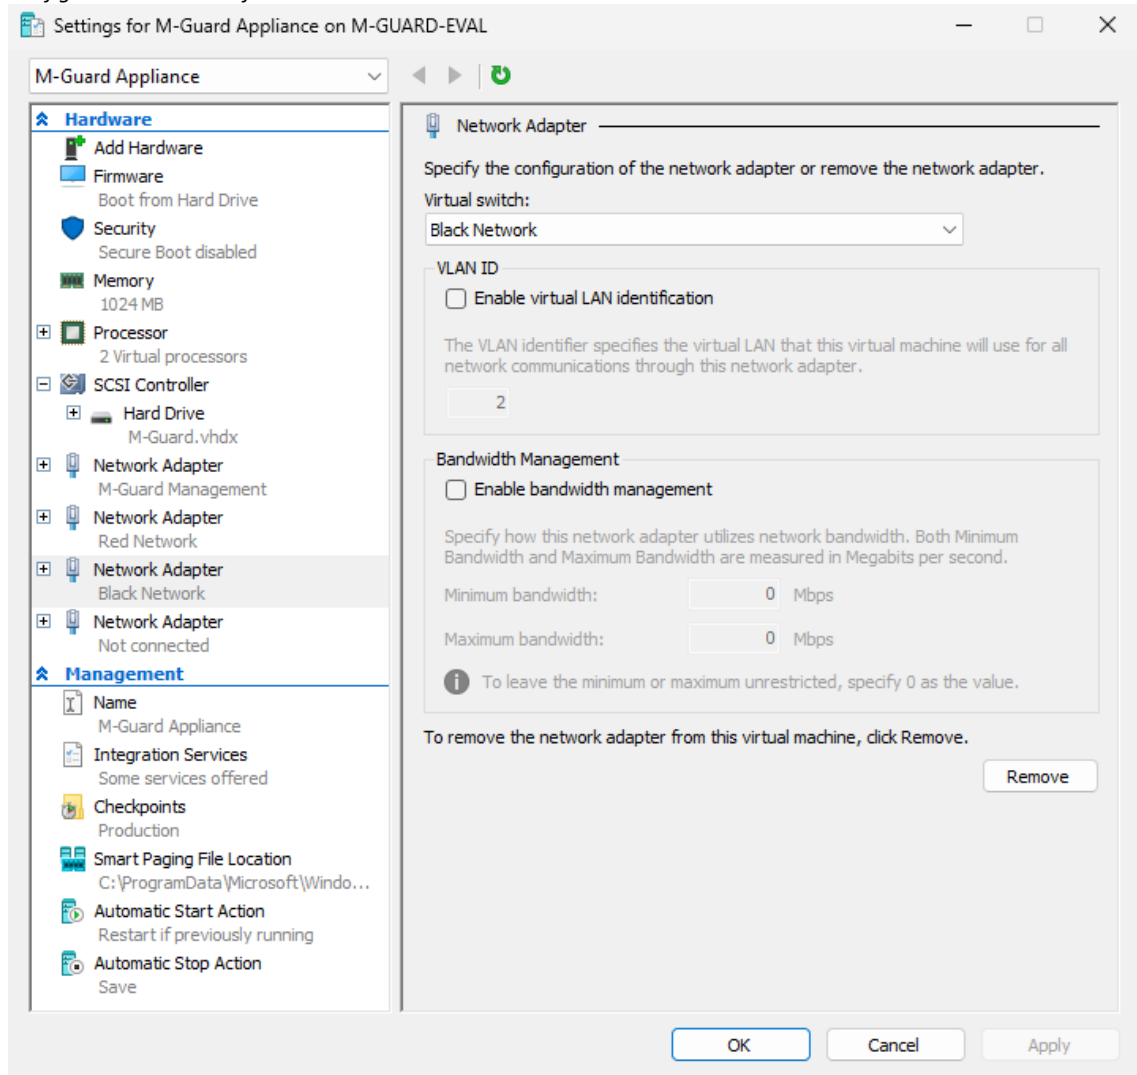 Settings for M-Guard Appliance on M-GUARD-EVAL
M-Guard Appliance
Hardware
Add Hardware
Firmware
Boot from Hard Drive
Security
Secure Boot disabled
Memory
1024 MB
Processor
2 Virtual processors
SCSI Controller
Hard Drive
M-Guard.vhdx
Network Adapter
M-Guard Management
Network Adapter
Red Network
Network Adapter
Black Network
Network Adapter
Not connected
Management
Name
M-Guard Appliance
Integration Services
Some services offered
Checkpoints
Production
Smart Paging File Location
C:\ProgramData\Microsoft\Windo...
Automatic Start Action
Restart if previously running
Automatic Stop Action
Save
Network Adapter
Specify the configuration of the network adapter or remove the network adapter.
Virtual switch:
Black Network
VLAN ID
Enable virtual LAN identification
The VLAN identifier specifies the virtual LAN that this virtual machine will use for all
network communications through this network adapter.
2
Bandwidth Management
Enable bandwidth management
Specify how this network adapter utilizes network bandwidth. Both Minimum
Bandwidth and Maximum Bandwidth are measured in Megabits per second.
Minimum bandwidth: 0 Mbps
Maximum bandwidth: 0 Mbps
To leave the minimum or maximum unrestricted, specify 0 as the value.
To remove the network adapter from this virtual machine, click Remove.
Remove
OK Cancel Apply